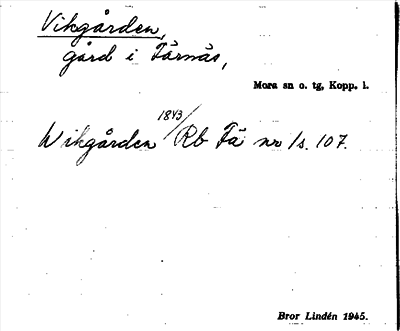 Vikgården,
gård i Färnäs,
Mora sn o. tg, Kopp. l.
1843
Wikgården / Rb Fä nr 1 s. 107.
Bror Lindén 1945.